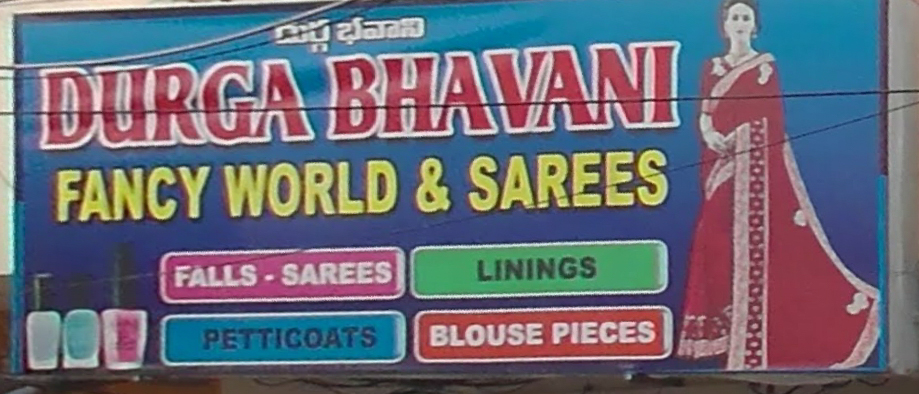 దుర్గ భవాని
DURGA BHAVANI
FANCY WORLD & SAREES
FALLS - SAREES
LININGS
PETTICOATS
BLOUSE PIECES